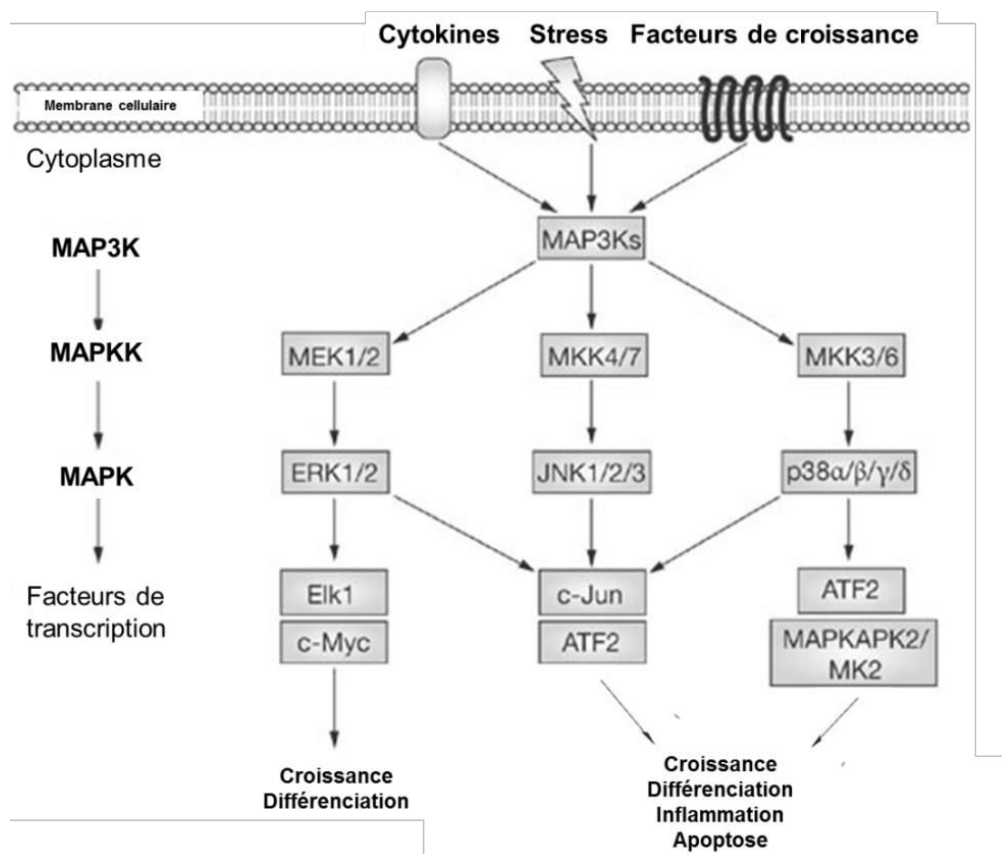 Cytokines Stress Facteurs de croissance
Membrane cellulaire
Cytoplasme
MAP3K
MAP3Ks
MAPKK
MEK1/2
MKK4/7
MKK3/6
MAPK
ERK1/2
JNK1/2/3
p38α/β/γ/δ
Facteurs de
transcription
Elk1
c-Myc
c-Jun
ATF2
ATF2
MAPKAPK2/
MK2
Croissance
Différenciation
Croissance
Différenciation
Inflammation
Apoptose